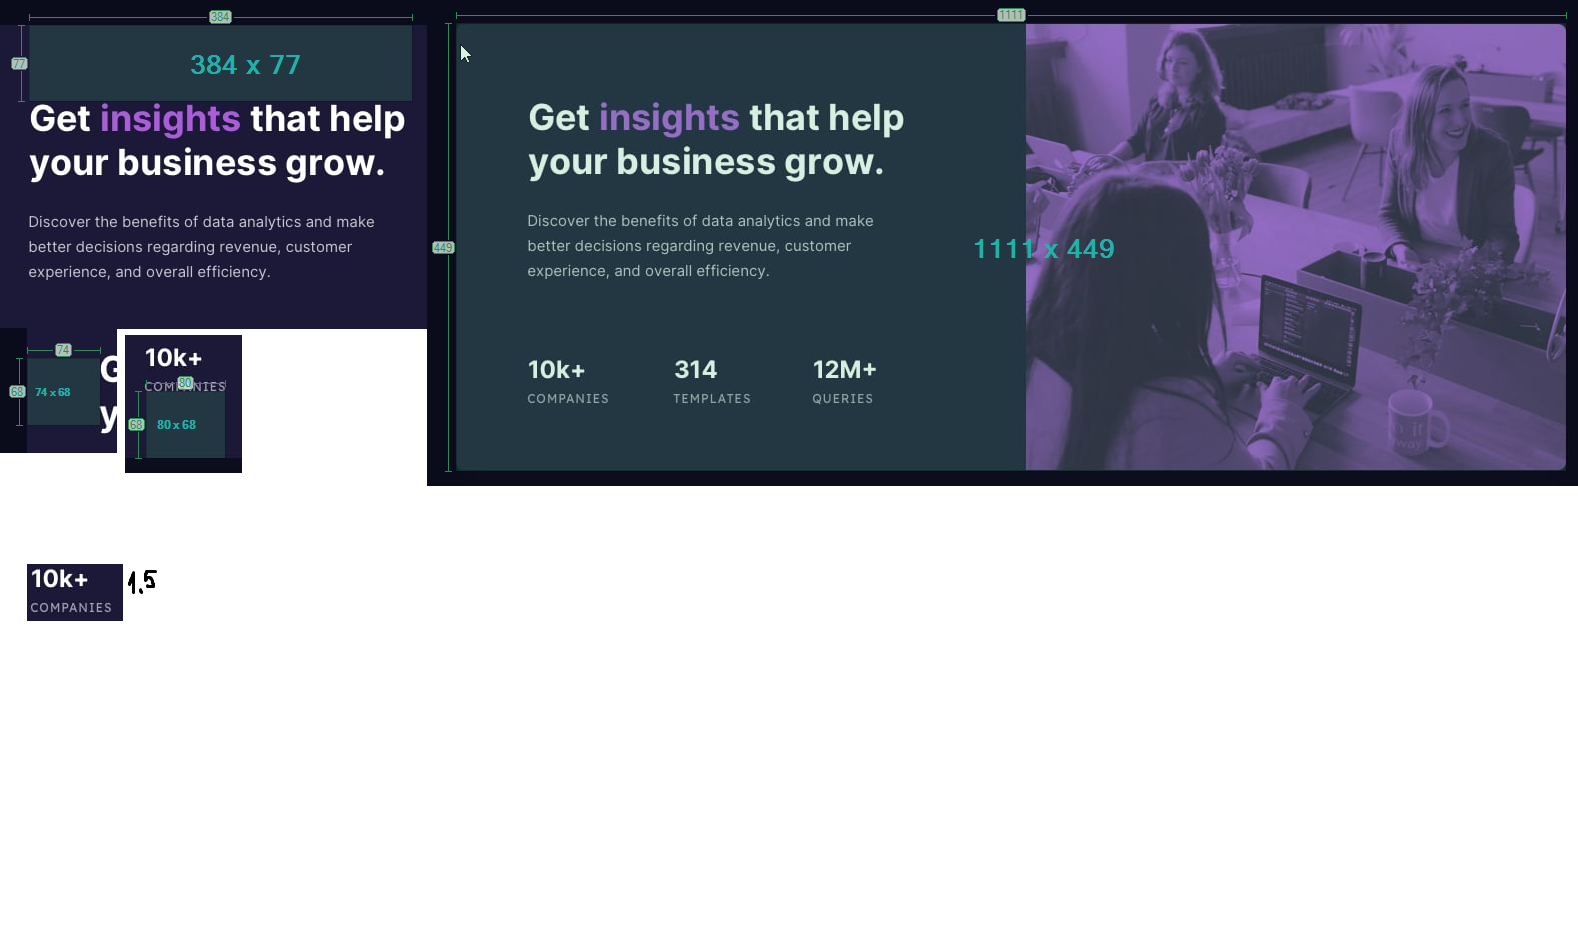 384
77
384 x 77
Get insights that help
your business grow.
Discover the benefits of data analytics and make
better decisions regarding revenue, customer
experience, and overall efficiency.
74
68
74 x 68
G
y
10k+
COMPANIES
80
68
80 x 68
1111
449
Get insights that help
your business grow.
Discover the benefits of data analytics and make
better decisions regarding revenue, customer
experience, and overall efficiency.
1111 x 449
10k+ 314 12M+
COMPANIES TEMPLATES QUERIES
10k+
COMPANIES
1.5